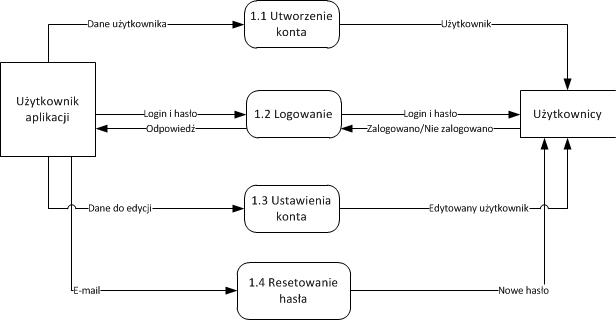 Dane użytkownika
1.1 Utworzenie
konta
Użytkownik
Użytkownik
aplikacji
Login i hasło
Odpowiedź
1.2 Logowanie
Login i hasło
Zalogowano/Nie zalogowano
Użytkownicy
Dane do edycji
1.3 Ustawienia
konta
Edytowany użytkownik
E-mail
1.4 Resetowanie
hasła
Nowe hasło